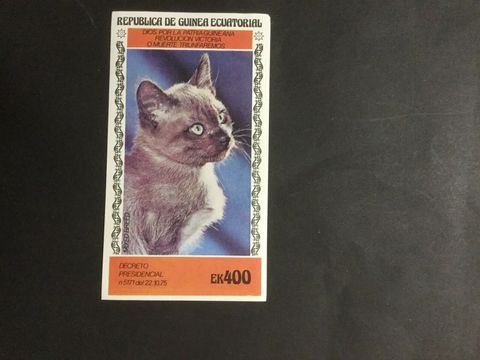 REPUBLICA DE GUINEA ECUATORIAL
DIOS POR LA PATRIA GUINEANA
REVOLUCION VICTORIA
O MUERTE TRIUNFAREMOS
DECRETO
PRESIDENCIAL
n 5171 del 22.10.75
EK400